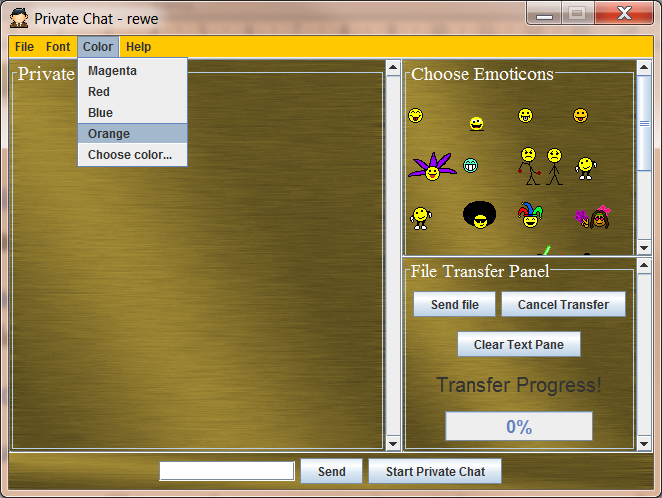 Private Chat - rewe
File Font Color Help
Private
Magenta
Red
Blue
Orange
Choose color...
Choose Emoticons
File Transfer Panel
Send file Cancel Transfer
Clear Text Pane
Transfer Progress!
0%
Send Start Private Chat